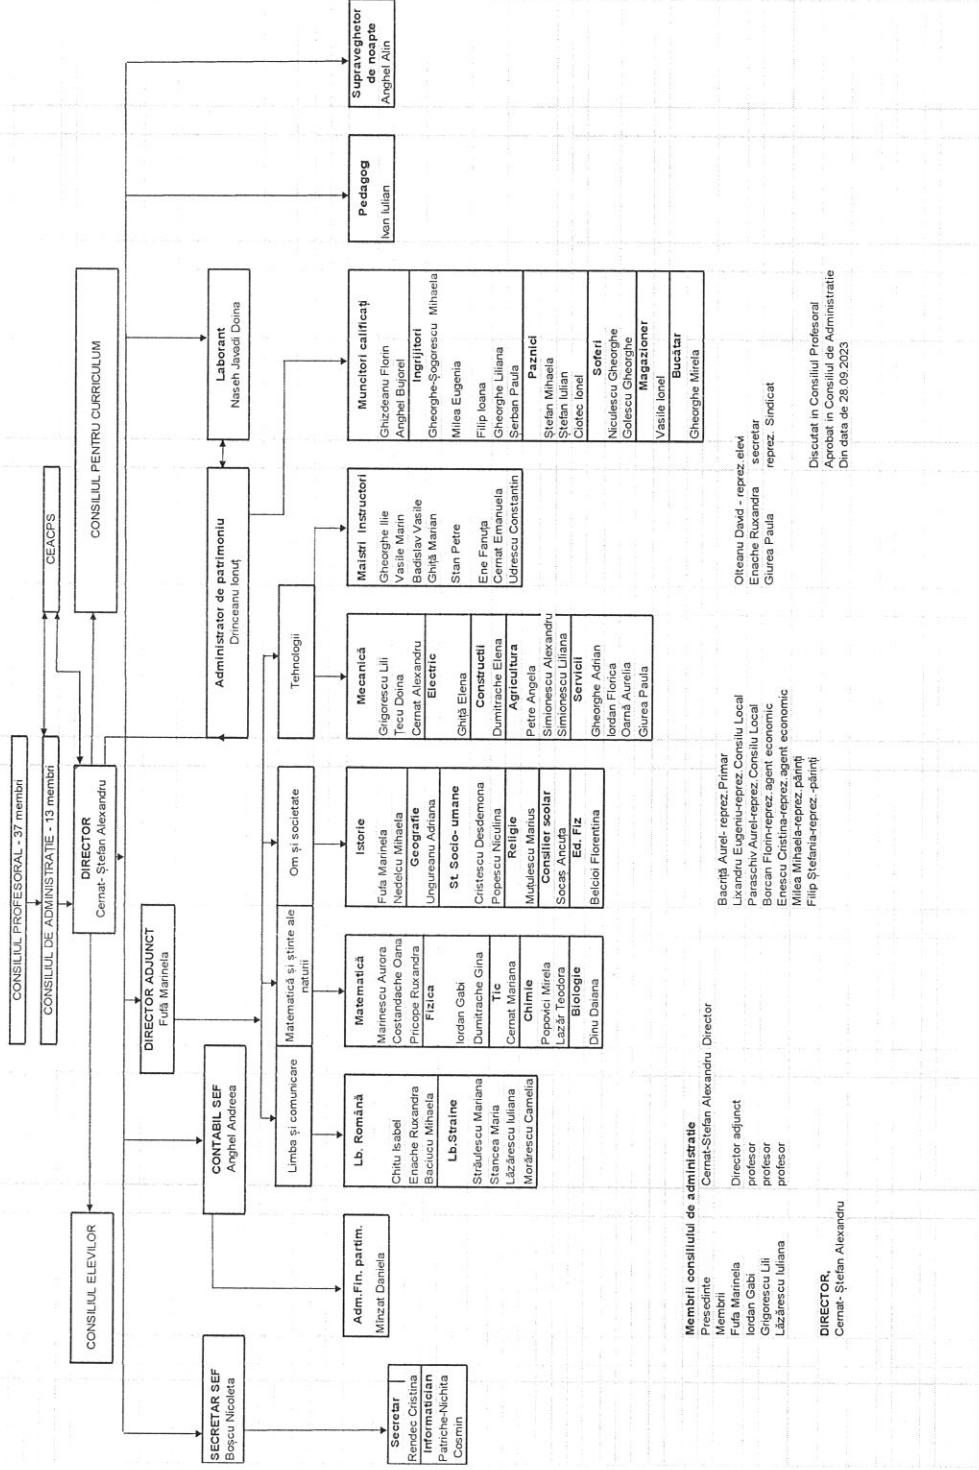 CONSILIUL PROFESORAL - 37 membri
CONSILIUL DE ADMINISTRATIE - 13 membri
CEACPS
DIRECTOR
Cernat- Ștefan Alexandru
CONSILIUL ELEVILOR
CONSILIUL PENTRU CURRICULUM
DIRECTOR ADJUNCT
Fufă Marinela
SECRETAR SEF
Boșcu Nicoleta
CONTABIL SEF
Anghel Andreea
Administrator de patrimoniu
Drinceanu Ionuț
Laborant
Naseh Javadi Doina
Limba și comunicare
Matematică și știnte ale
naturii
Om și societate
Tehnologii
Secretar
Rendec Cristina
Informatician
Patriche-Nichita
Cosmin
Adm.Fin. partim.
Mînzat Daniela
Lb. Română
Chitu Isabel
Enache Ruxandra
Baciucu Mihaela
Lb.Straine
Străulescu Mariana
Stancea Maria
Lăzărescu Iuliana
Morărescu Camelia
Matematică
Marinescu Aurora
Costandache Oana
Pricope Ruxandra
Fizica
Iordan Gabi
Dumitrache Gina
Tic
Cernat Mariana
Chimie
Popovici Mirela
Lazăr Teodora
Biologie
Dinu Daiana
Istorie
Fufa Marinela
Nedelcu Mihaela
Geografie
Ungureanu Adriana
St. Socio- umane
Cristescu Desdemona
Popescu Niculina
Religie
Muțulescu Marius
Consilier scolar
Socas Ancuța
Ed. Fiz
Belcioi Florentina
Mecanică
Grigorescu Lili
Țecu Doina
Cernat Alexandru
Electric
Ghiță Elena
Constructii
Dumitrache Elena
Agricultura
Petre Angela
Simionescu Alexandru
Simionescu Liliana
Servicii
Gheorghe Adrian
Iordan Florica
Oarnă Aurelia
Giurea Paula
Maistri Instructori
Gheorghe Ilie
Vasile Marin
Badislav Vasile
Ghiță Marian
Stan Petre
Ene Fanuța
Cernat Emanuela
Udrescu Constantin
Muncitori calificați
Ghizdeanu Florin
Anghel Bujorel
Ingrijitori
Gheorghe-Șogorescu Mihaela
Milea Eugenia
Filip Ioana
Gheorghe Liliana
Serban Paula
Paznici
Ștefan Mihaela
Ștefan Iulian
Ciotec Ionel
Soferi
Niculescu Gheorghe
Golescu Gheorghe
Magazioner
Vasile Ionel
Bucătar
Gheorghe Mirela
Pedagog
Ivan Iulian
Supraveghetor
de noapte
Anghel Alin
Membrii consiliului de administratie
Presedinte Cernat-Stefan Alexandru Director
Membrii
Fufa Marinela Director adjunct
Iordan Gabi profesor
Grigorescu Lili profesor
Lăzărescu Iuliana profesor
Bacriță Aurel- reprez.Primar
Lixandru Eugeniu-reprez.Consiliu Local
Paraschiv Aurel-reprez.Consiliu Local
Borcan Florin-reprez.agent economic
Enescu Cristina-reprez.agent economic
Milea Mihaela-reprez.părinți
Filip Ștefania-reprez.-părinți
Olteanu David - reprez.elevi
Enache Ruxandra secretar
Giurea Paula reprez. Sindicat
DIRECTOR,
Cernat- Ștefan Alexandru
Discutat in Consiliul Profesoral
Aprobat in Consiliul de Administratie
Din data de 28.09.2023